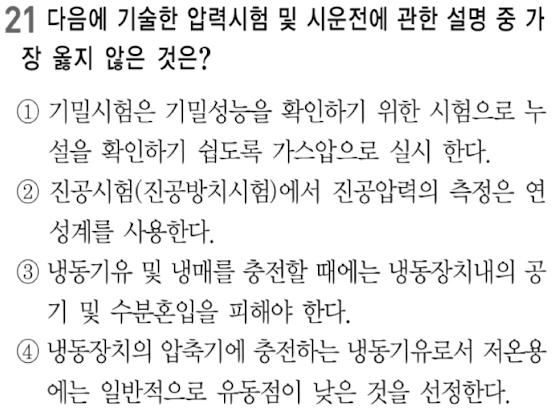 21 다음에 기술한 압력시험 및 시운전에 관한 설명 중 가
장 옳지 않은 것은?
① 기밀시험은 기밀성능을 확인하기 위한 시험으로 누
설을 확인하기 쉽도록 가스압으로 실시 한다.
② 진공시험(진공방치시험)에서 진공압력의 측정은 연
성계를 사용한다.
③ 냉동기유 및 냉매를 충전할 때에는 냉동장치내의 공
기 및 수분혼입을 피해야 한다.
④ 냉동장치의 압축기에 충전하는 냉동기유로서 저온용
에는 일반적으로 유동점이 낮은 것을 선정한다.